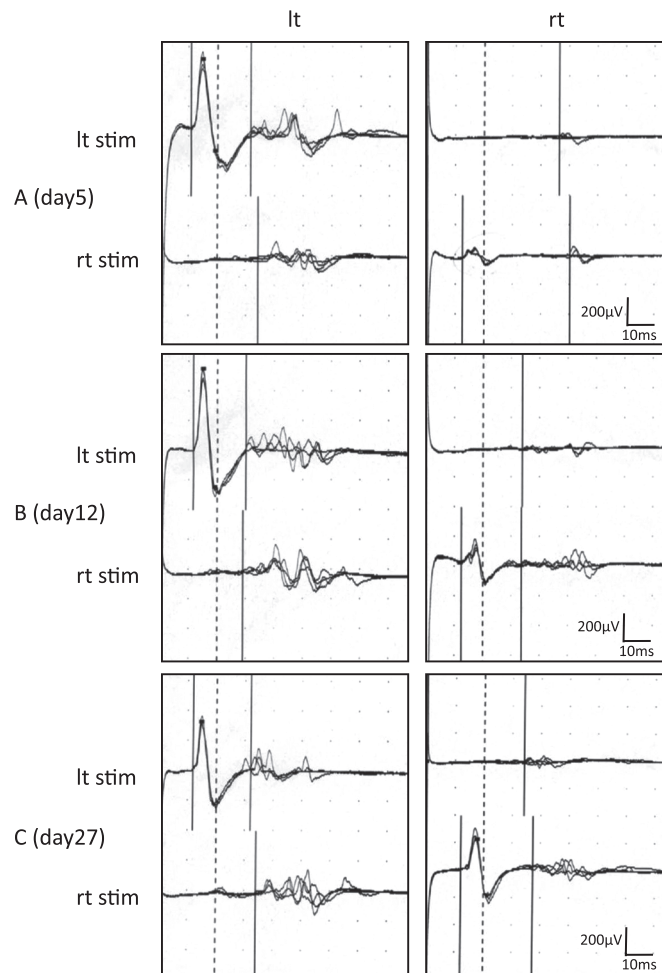 lt rt
lt stim
A (day5)
rt stim
200µV
10ms
lt stim
B (day12)
rt stim
200µV
10ms
lt stim
C (day27)
rt stim
200µV
10ms